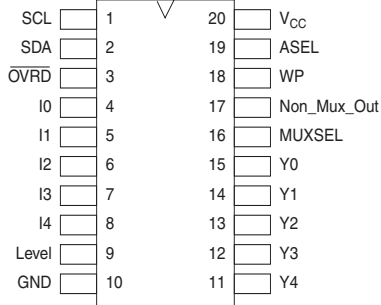 SCL 1 20 VCC
SDA 2 19 ASEL
OVRD 3 18 WP
I0 4 17 Non_Mux_Out
I1 5 16 MUXSEL
I2 6 15 Y0
I3 7 14 Y1
I4 8 13 Y2
Level 9 12 Y3
GND 10 11 Y4